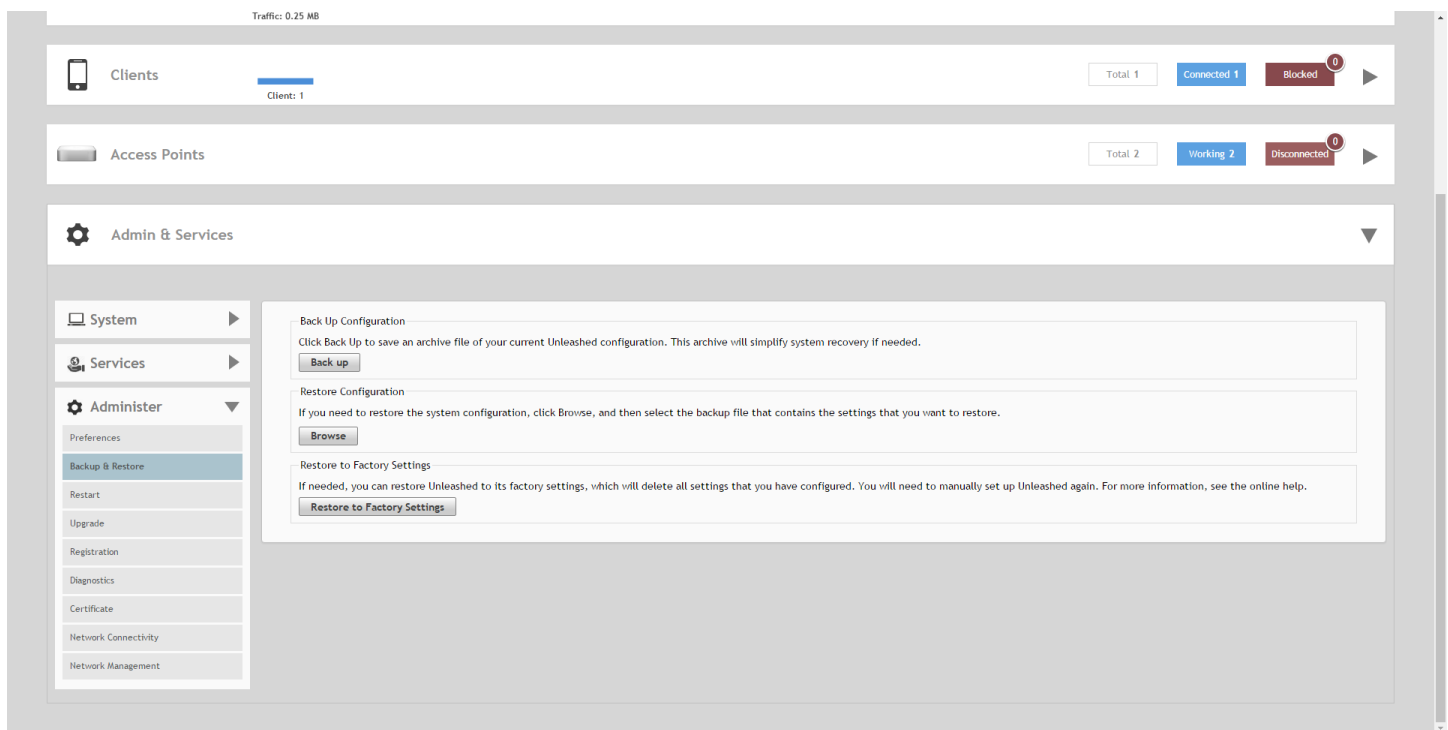 Traffic: 0.25 MB
Clients
Client: 1
Total 1
Connected 1
Blocked
0
Access Points
Total 2
Working 2
Disconnected
0
Admin & Services
System
Services
Administer
Preferences
Backup & Restore
Restart
Upgrade
Registration
Diagnostics
Certificate
Network Connectivity
Network Management
Back Up Configuration
Click Back Up to save an archive file of your current Unleashed configuration. This archive will simplify system recovery if needed.
Back up
Restore Configuration
If you need to restore the system configuration, click Browse, and then select the backup file that contains the settings that you want to restore.
Browse
Restore to Factory Settings
If needed, you can restore Unleashed to its factory settings, which will delete all settings that you have configured. You will need to manually set up Unleashed again. For more information, see the online help.
Restore to Factory Settings